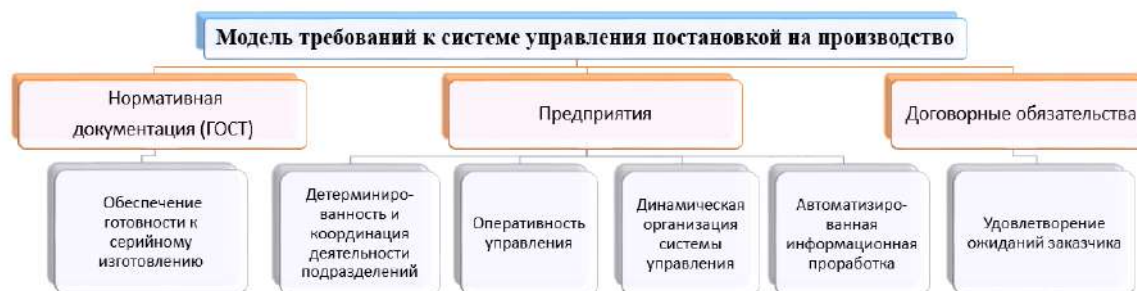 Модель требований к системе управления постановкой на производство
Нормативная
документация (ГОСТ)
Предприятия
Договорные обязательства
Обеспечение
готовности к
серийному
изготовлению
Детерминиро-
ванность и
координация
деятельности
подразделений
Оперативность
управления
Динамическая
организация
системы
управления
Автоматизиро-
ванная
информационная
проработка
Удовлетворение
ожиданий заказчика